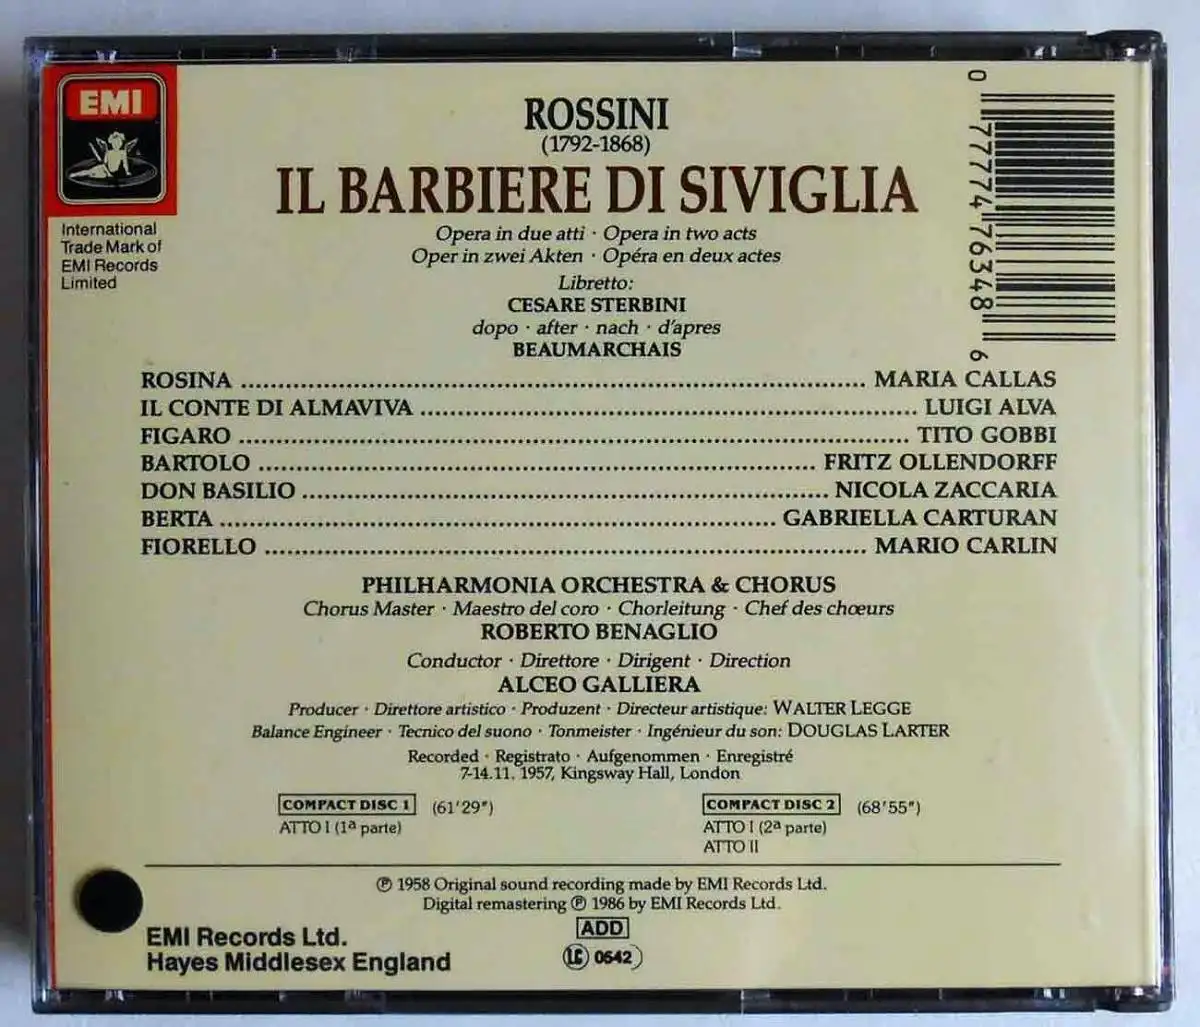 EMI
International
Trade Mark of
EMI Records
Limited
ROSSINI
(1792-1868)
IL BARBIERE DI SIVIGLIA
Opera in due atti · Opera in two acts
Oper in zwei Akten · Opéra en deux actes
Libretto:
CESARE STERBINI
dopo · after · nach · d'apres
BEAUMARCHAIS
0 77774 76348 6
ROSINA ........ MARIA CALLAS
IL CONTE DI ALMAVIVA ........ LUIGI ALVA
FIGARO ........ TITO GOBBI
BARTOLO ........ FRITZ OLLENDORFF
DON BASILIO ........ NICOLA ZACCARIA
BERTA ........ GABRIELLA CARTURAN
FIORELLO ........ MARIO CARLIN
PHILHARMONIA ORCHESTRA & CHORUS
Chorus Master · Maestro del coro · Chorleitung · Chef des chœurs
ROBERTO BENAGLIO
Conductor · Direttore · Dirigent · Direction
ALCEO GALLIERA
Producer · Direttore artistico · Produzent · Directeur artistique: WALTER LEGGE
Balance Engineer · Tecnico del suono · Tonmeister · Ingénieur du son: DOUGLAS LARTER
Recorded · Registrato · Aufgenommen · Enregistré
7-14.11. 1957, Kingsway Hall, London
COMPACT DISC 1 (61'29")
ATTO I (1ª parte)
COMPACT DISC 2 (68'55")
ATTO I (2ª parte)
ATTO II
℗ 1958 Original sound recording made by EMI Records Ltd.
Digital remastering ℗ 1986 by EMI Records Ltd.
ADD
LC 0542
EMI Records Ltd.
Hayes Middlesex England